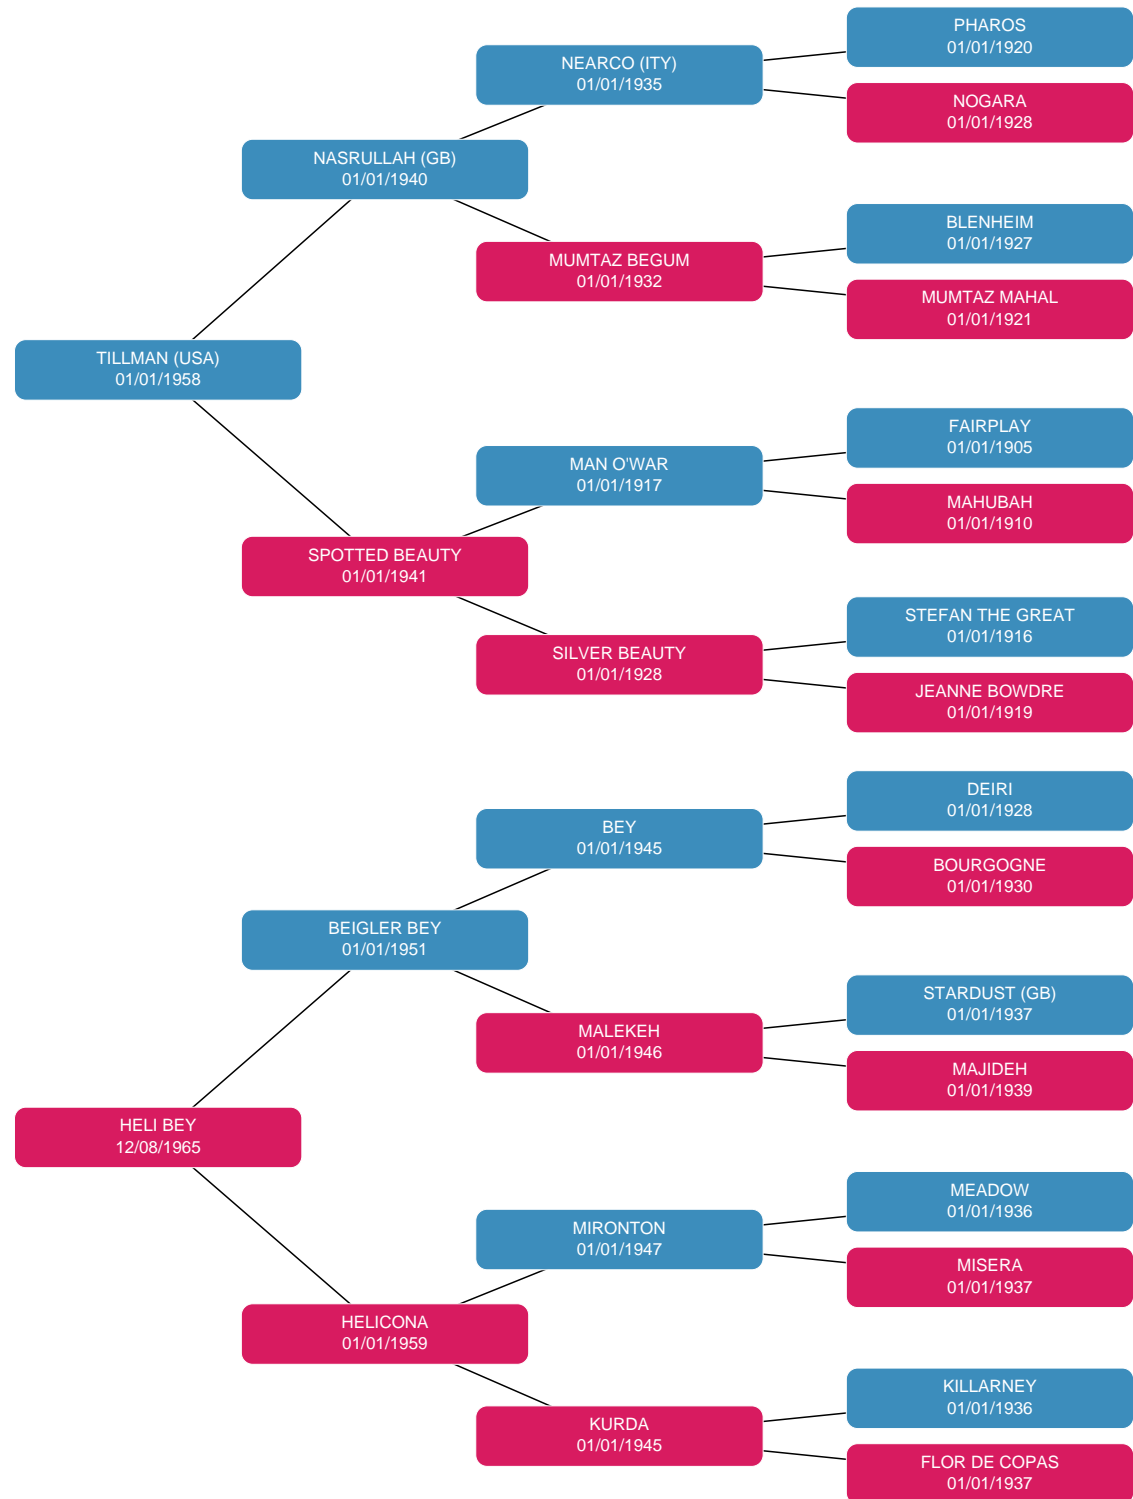 PHAROS
01/01/1920
NEARCO (ITY)
01/01/1935
NOGARA
01/01/1928
NASRULLAH (GB)
01/01/1940
BLENHEIM
01/01/1927
MUMTAZ BEGUM
01/01/1932
MUMTAZ MAHAL
01/01/1921
TILLMAN (USA)
01/01/1958
FAIRPLAY
01/01/1905
MAN O'WAR
01/01/1917
MAHUBAH
01/01/1910
SPOTTED BEAUTY
01/01/1941
STEFAN THE GREAT
01/01/1916
SILVER BEAUTY
01/01/1928
JEANNE BOWDRE
01/01/1919
DEIRI
01/01/1928
BEY
01/01/1945
BOURGOGNE
01/01/1930
BEIGLER BEY
01/01/1951
STARDUST (GB)
01/01/1937
MALEKEH
01/01/1946
MAJIDEH
01/01/1939
HELI BEY
12/08/1965
MEADOW
01/01/1936
MIRONTON
01/01/1947
MISERA
01/01/1937
HELICONA
01/01/1959
KILLARNEY
01/01/1936
KURDA
01/01/1945
FLOR DE COPAS
01/01/1937